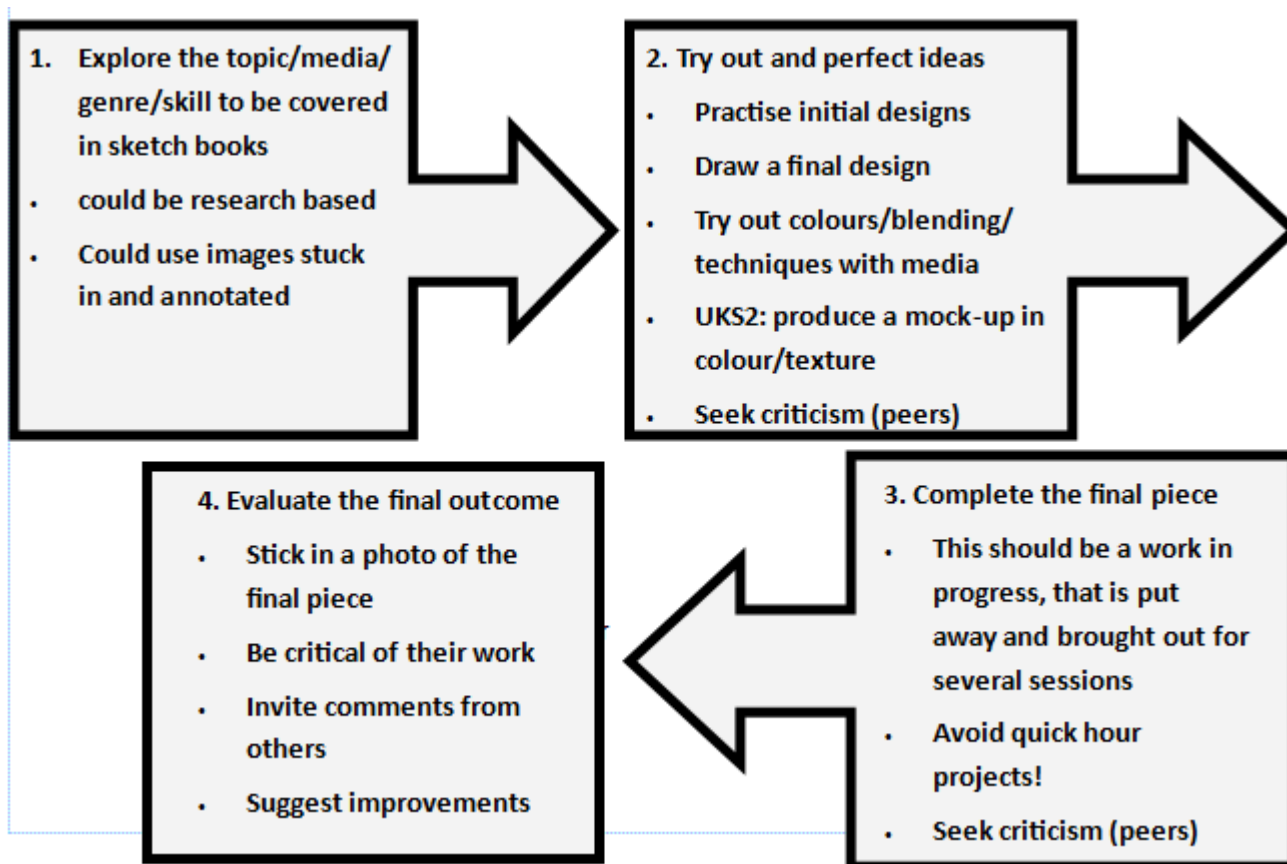 1. Explore the topic/media/
genre/skill to be covered
in sketch books
• could be research based
• Could use images stuck
in and annotated
2. Try out and perfect ideas
• Practise initial designs
• Draw a final design
• Try out colours/blending/
techniques with media
• UKS2: produce a mock-up in
colour/texture
• Seek criticism (peers)
3. Complete the final piece
• This should be a work in
progress, that is put
away and brought out for
several sessions
• Avoid quick hour
projects!
• Seek criticism (peers)
4. Evaluate the final outcome
• Stick in a photo of the
final piece
• Be critical of their work
• Invite comments from
others
• Suggest improvements